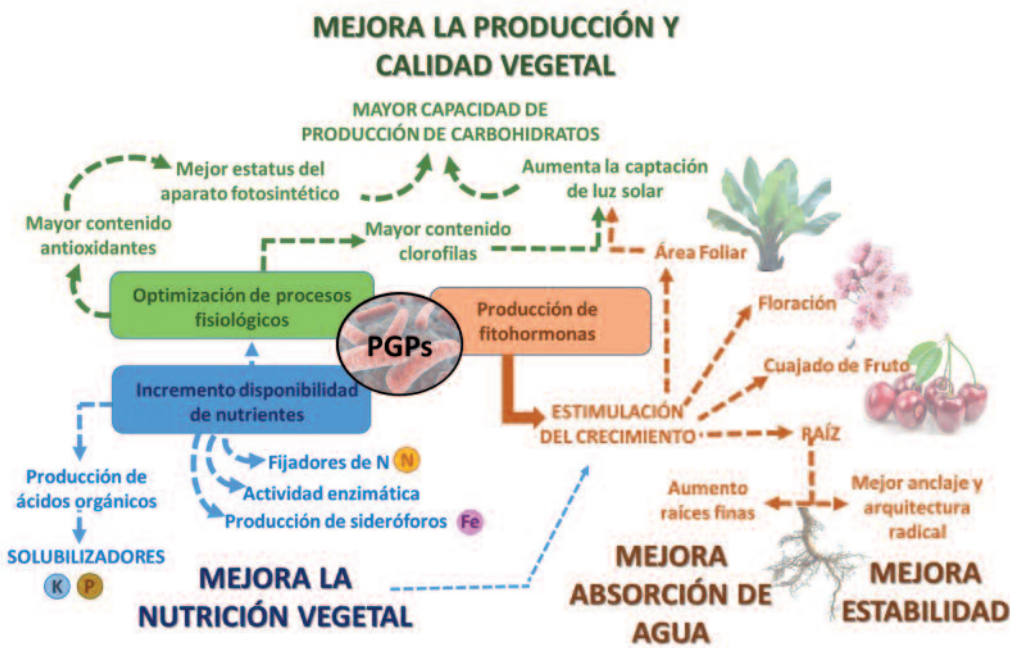 MEJORA LA PRODUCCIÓN Y
CALIDAD VEGETAL
MAYOR CAPACIDAD DE
PRODUCCIÓN DE CARBOHIDRATOS
Mejor estatus del
aparato fotosintético
Aumenta la captación
de luz solar
Mayor contenido
antioxidantes
Mayor contenido
clorofilas
Área Foliar
Optimización de procesos
fisiológicos
PGPs
Producción de
fitohormonas
Floración
Cuajado de Fruto
Incremento disponibilidad
de nutrientes
ESTIMULACIÓN
DEL CRECIMIENTO
RAÍZ
Fijadores de N N
Actividad enzimática
Producción de sideróforos Fe
Producción de
ácidos orgánicos
SOLUBILIZADORES
K P
Aumento
raíces finas
Mejor anclaje y
arquitectura
radical
MEJORA LA
NUTRICIÓN VEGETAL
MEJORA
ABSORCIÓN DE
AGUA
MEJORA
ESTABILIDAD